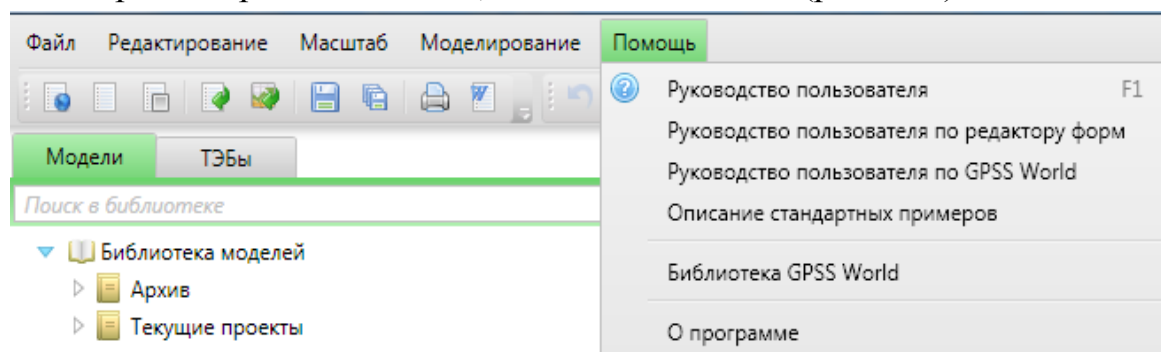 Файл Редактирование Масштаб Моделирование Помощь
Руководство пользователя F1
Руководство пользователя по редактору форм
Модели ТЭБы
Руководство пользователя по GPSS World
Поиск в библиотеке
Описание стандартных примеров
Библиотека моделей
Библиотека GPSS World
Архив
Текущие проекты
О программе